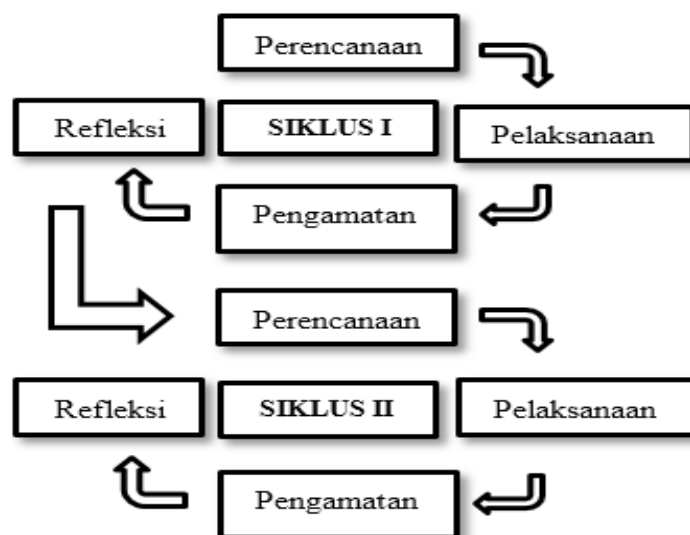 Perencanaan
Refleksi
SIKLUS I
Pelaksanaan
Pengamatan
Perencanaan
Refleksi
SIKLUS II
Pelaksanaan
Pengamatan